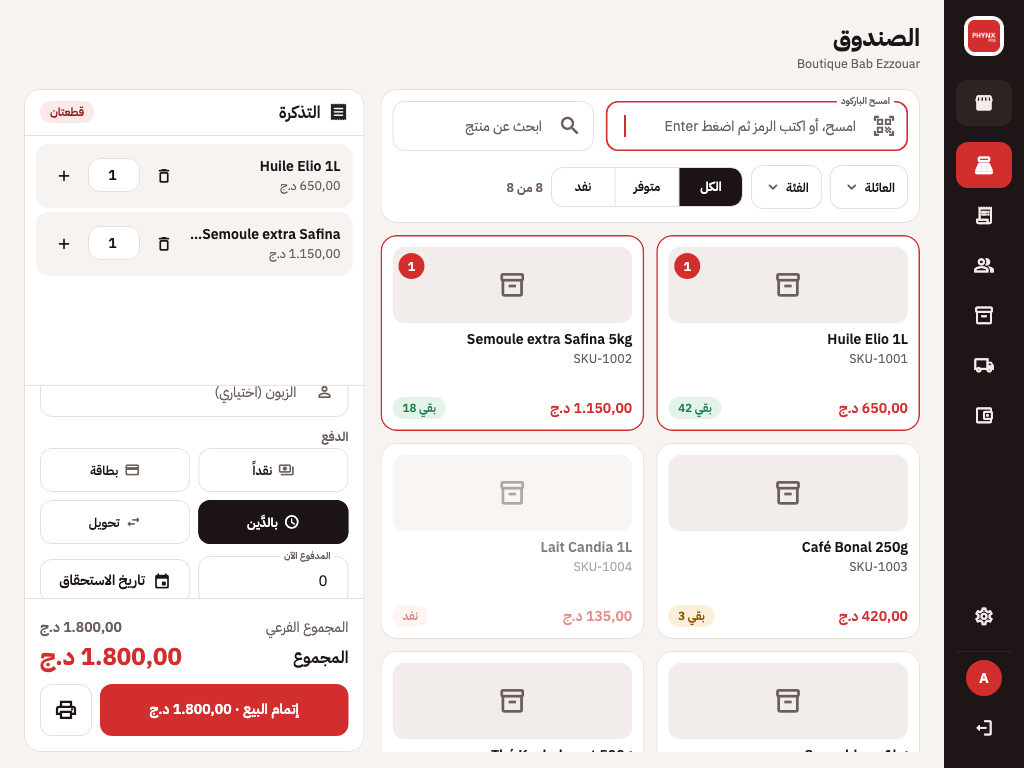 PHYNX
الصندوق
Boutique Bab Ezzouar
امسح الباركود
امسح، أو اكتب الرمز ثم اضغط Enter
ابحث عن منتج
العائلة
الفئة
الكل
متوفر
نفد
8 من 8
1
Huile Elio 1L
SKU-1001
650,00 د.ج
بقي 42
1
Semoule extra Safina 5kg
SKU-1002
1.150,00 د.ج
بقي 18
Café Bonal 250g
SKU-1003
420,00 د.ج
بقي 3
Lait Candia 1L
SKU-1004
135,00 د.ج
نفد
التذكرة
قطعتان
Huile Elio 1L
650,00 د.ج
1
+
Semoule extra Safina...
1.150,00 د.ج
1
+
الزبون (اختياري)
الدفع
نقداً
بطاقة
بالدَّين
تحويل
المدفوع الآن
0
تاريخ الاستحقاق
المجموع الفرعي
1.800,00 د.ج
المجموع
1.800,00 د.ج
إتمام البيع · 1.800,00 د.ج
A